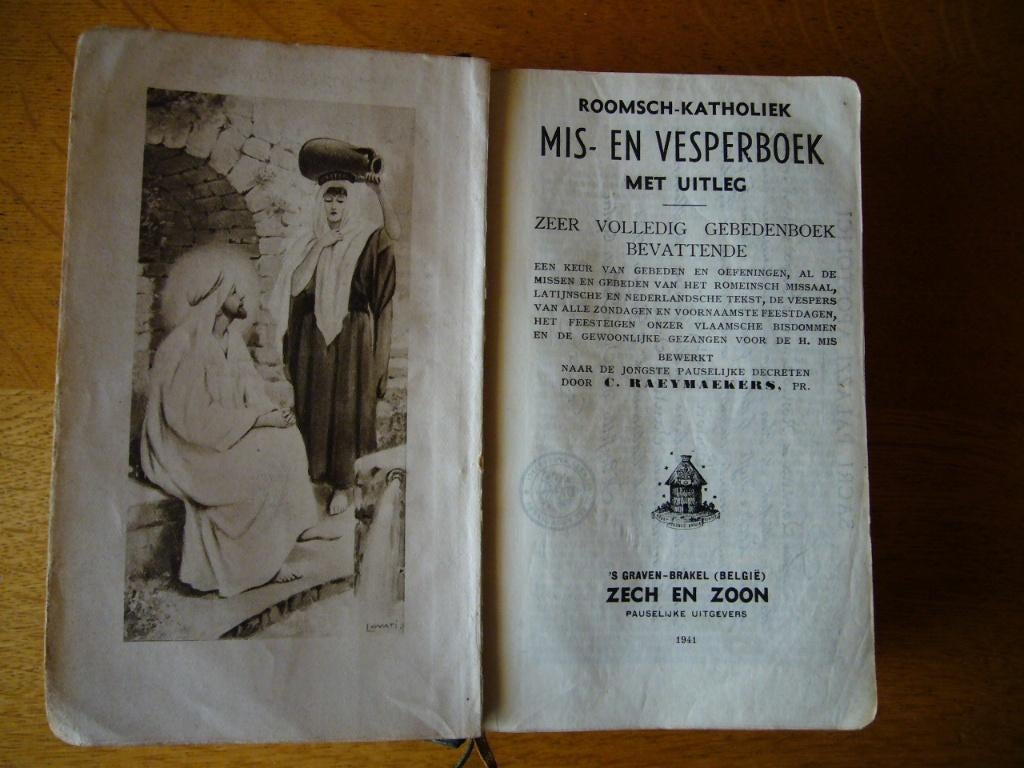 LOVATI
ROOMSCH-KATHOLIEK
MIS- EN VESPERBOEK
MET UITLEG
ZEER VOLLEDIG GEBEDENBOEK
BEVATTENDE
EEN KEUR VAN GEBEDEN EN OEFENINGEN, AL DE
MISSEN EN GEBEDEN VAN HET ROMEINSCH MISSAAL,
LATIJNSCHE EN NEDERLANDSCHE TEKST, DE VESPERS
VAN ALLE ZONDAGEN EN VOORNAAMSTE FEESTDAGEN,
HET FEESTEIGEN ONZER VLAAMSCHE BISDOMMEN
EN DE GEWOONLIJKE GEZANGEN VOOR DE H. MIS
BEWERKT
NAAR DE JONGSTE PAUSELIJKE DECRETEN
DOOR C. RAEYMAEKERS, PR.
'S GRAVEN-BRAKEL (BELGIË)
ZECH EN ZOON
PAUSELIJKE UITGEVERS
1941